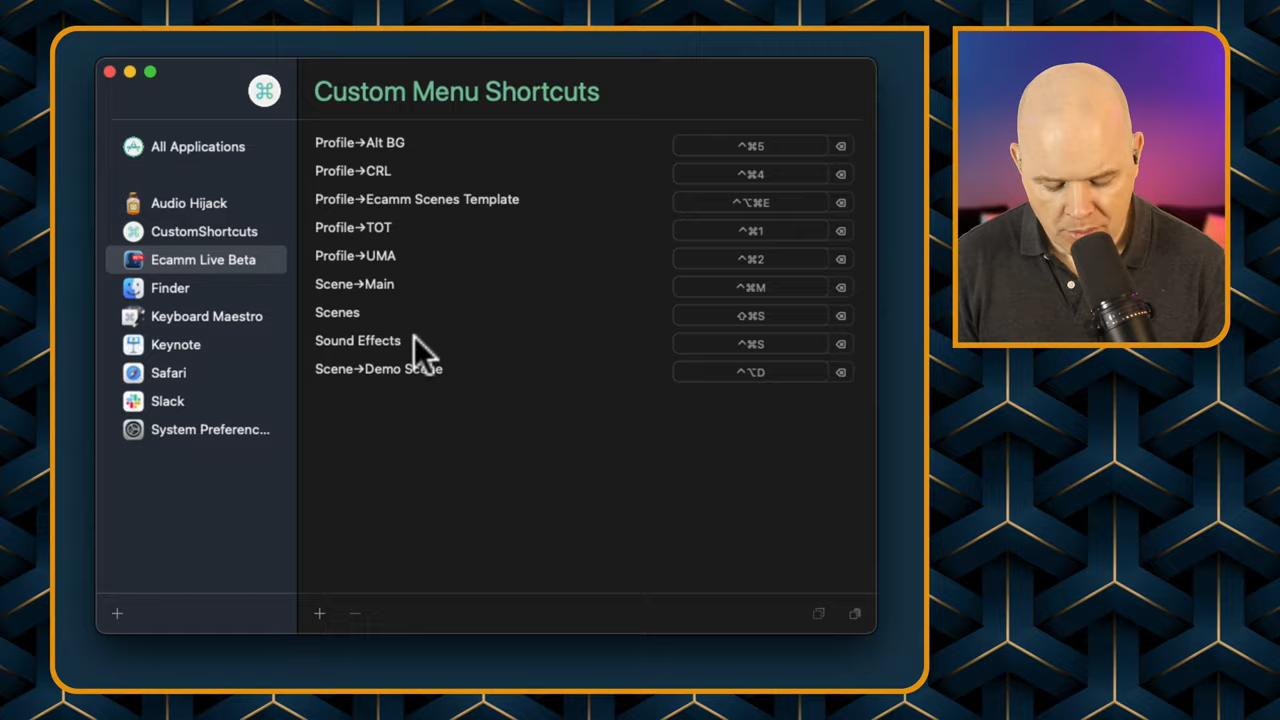 Custom Menu Shortcuts
All Applications
Audio Hijack
CustomShortcuts
Ecamm Live Beta
Finder
Keyboard Maestro
Keynote
Safari
Slack
System Preferenc...
Profile→Alt BG ^⌘5
Profile→CRL ^⌘4
Profile→Ecamm Scenes Template ^⌥⌘E
Profile→TOT ^⌘1
Profile→UMA ^⌘2
Scene→Main ^⌘M
Scenes ⇧⌘S
Sound Effects ^⌘S
Scene→Demo Scene ^⌥D